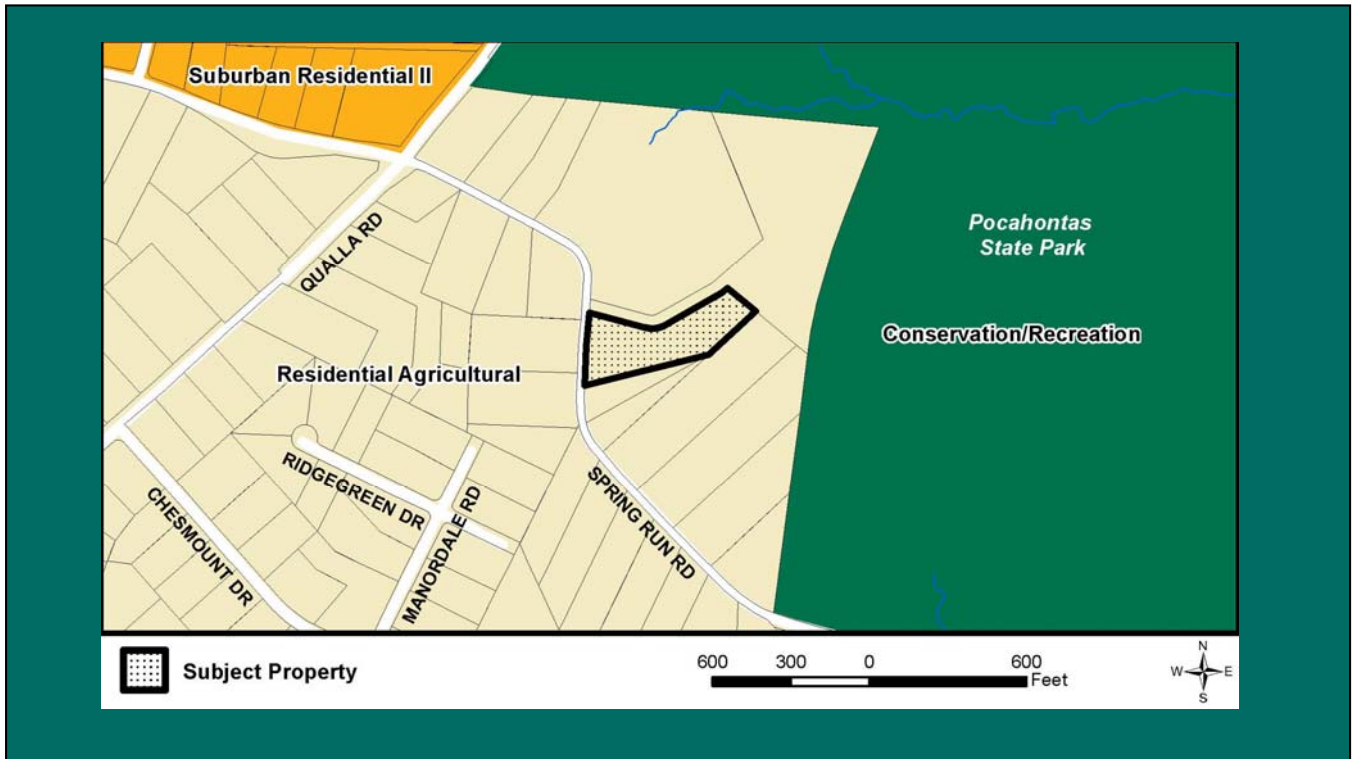 Suburban Residential II
QUALLA RD
Pocahontas
State Park
Conservation/Recreation
Residential Agricultural
RIDGEGREEN DR
MANORDALE RD
CHESMOUNT DR
SPRING RUN RD
Subject Property
600 300 0 600
Feet
N
W E
S